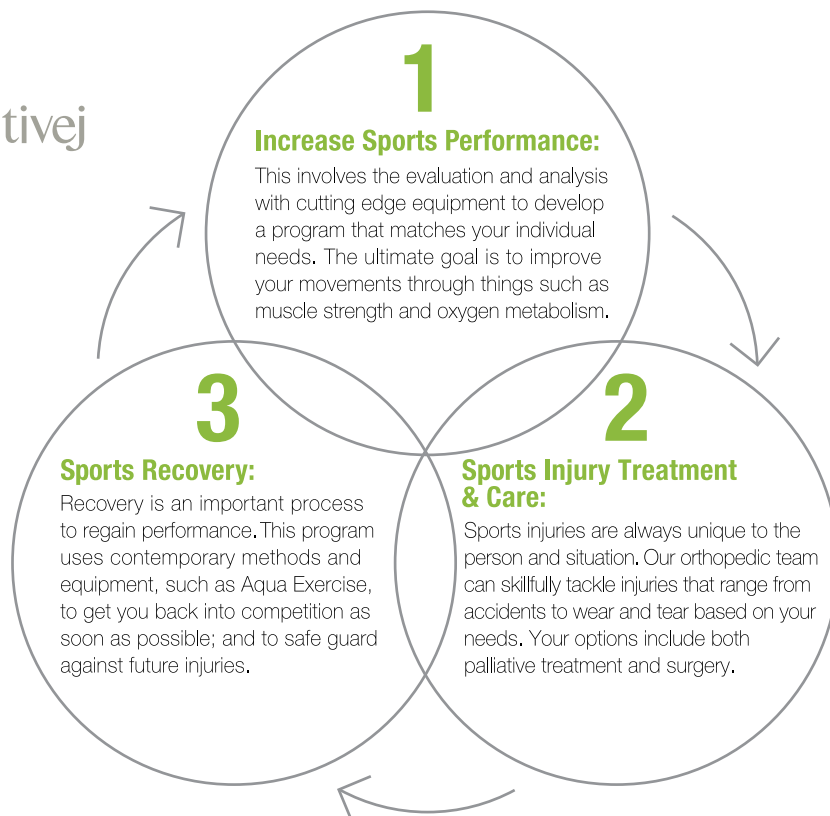 tivej
1
Increase Sports Performance:
This involves the evaluation and analysis
with cutting edge equipment to develop
a program that matches your individual
needs. The ultimate goal is to improve
your movements through things such as
muscle strength and oxygen metabolism.
2
Sports Injury Treatment
& Care:
Sports injuries are always unique to the
person and situation. Our orthopedic team
can skillfully tackle injuries that range from
accidents to wear and tear based on your
needs. Your options include both
palliative treatment and surgery.
3
Sports Recovery:
Recovery is an important process
to regain performance. This program
uses contemporary methods and
equipment, such as Aqua Exercise,
to get you back into competition as
soon as possible; and to safe guard
against future injuries.